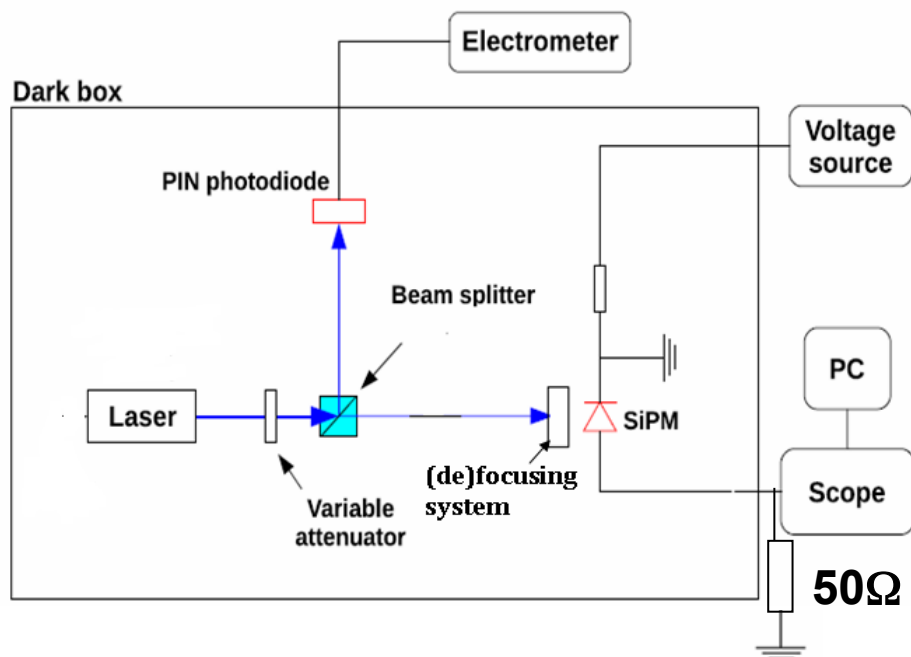 Electrometer
Dark box
Voltage
source
PIN photodiode
Beam splitter
PC
Laser
SiPM
(de)focusing
system
Scope
Variable
attenuator
50Ω